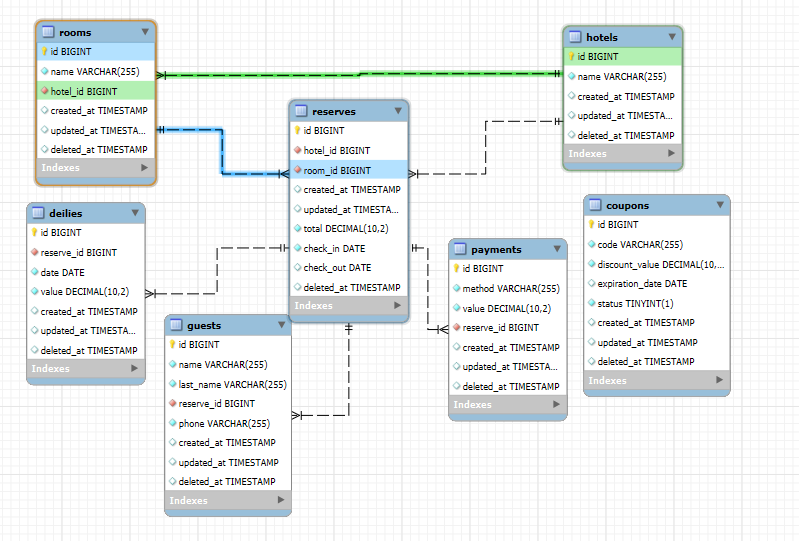 rooms
id BIGINT
name VARCHAR(255)
hotel_id BIGINT
created_at TIMESTAMP
updated_at TIMESTA...
deleted_at TIMESTAMP
Indexes
hotels
id BIGINT
name VARCHAR(255)
created_at TIMESTAMP
updated_at TIMESTA...
deleted_at TIMESTAMP
Indexes
reserves
id BIGINT
hotel_id BIGINT
room_id BIGINT
created_at TIMESTAMP
updated_at TIMESTA...
total DECIMAL(10,2)
check_in DATE
check_out DATE
deleted_at TIMESTAMP
Indexes
deilies
id BIGINT
reserve_id BIGINT
date DATE
value DECIMAL(10,2)
created_at TIMESTAMP
updated_at TIMESTA...
deleted_at TIMESTAMP
Indexes
guests
id BIGINT
name VARCHAR(255)
last_name VARCHAR(255)
reserve_id BIGINT
phone VARCHAR(255)
created_at TIMESTAMP
updated_at TIMESTAMP
deleted_at TIMESTAMP
Indexes
payments
id BIGINT
method VARCHAR(255)
value DECIMAL(10,2)
reserve_id BIGINT
created_at TIMESTAMP
updated_at TIMESTA...
deleted_at TIMESTAMP
Indexes
coupons
id BIGINT
code VARCHAR(255)
discount_value DECIMAL(10,...
expiration_date DATE
status TINYINT(1)
created_at TIMESTAMP
updated_at TIMESTAMP
deleted_at TIMESTAMP
Indexes